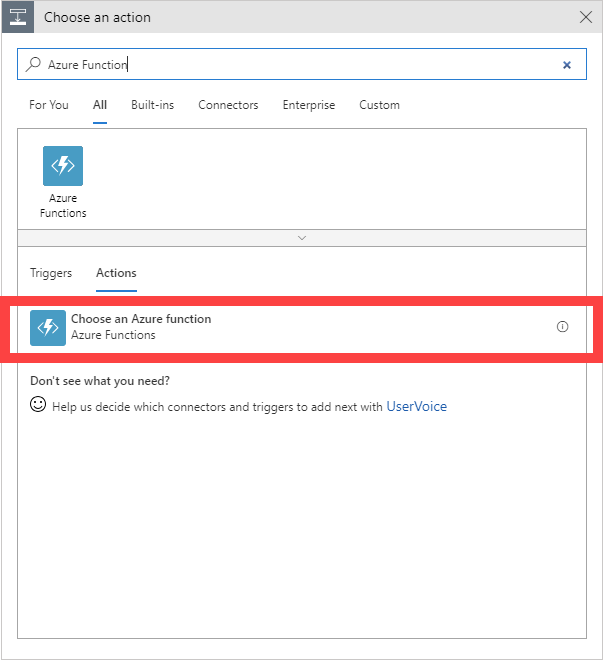 Choose an action
Azure Function
For You All Built-ins Connectors Enterprise Custom
Azure
Functions
Triggers Actions
Choose an Azure function
Azure Functions
Don't see what you need?
Help us decide which connectors and triggers to add next with UserVoice